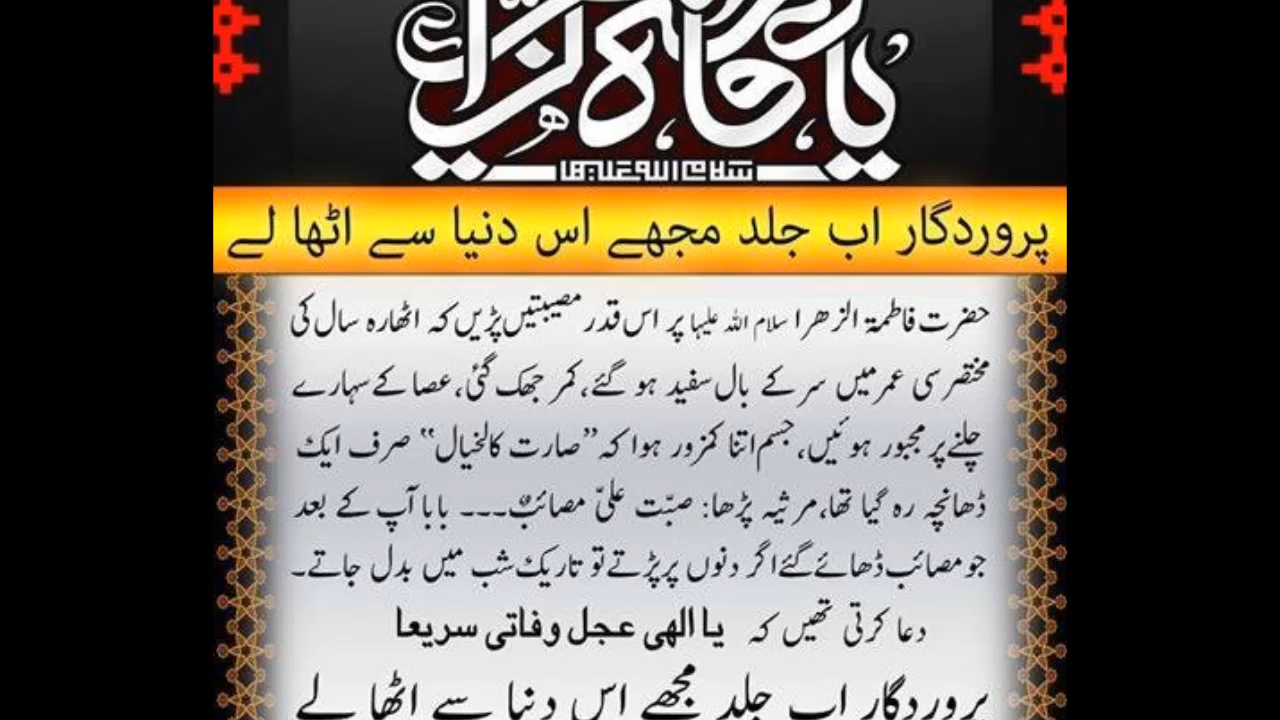 یا فاطمة الزھرا
سلام الله علیها
پروردگار اب جلد مجھے اس دنیا سے اٹھا لے
حضرت فاطمۃ الزھرا سلام اللہ علیہا پر اس قدر مصیبتیں پڑیں کہ اٹھارہ سال کی
مختصر سی عمر میں سر کے بال سفید ہو گئے، کمر جھک گئی، عصا کے سہارے
چلنے پر مجبور ہوئیں، جسم اتنا کمزور ہوا کہ ”صارت کالخیال“ صرف ایک
ڈھانچہ رہ گیا تھا، مرثیہ پڑھا: صبّت علیّ مصائبٌ۔۔۔ بابا آپ کے بعد
جو مصائب ڈھائے گئے اگر دنوں پر پڑتے تو تاریک شب میں بدل جاتے۔
دعا کرتی تھیں کہ یا الهی عجل وفاتی سریعا
پروردگار اب جلد مجھے اس دنیا سے اٹھا لے